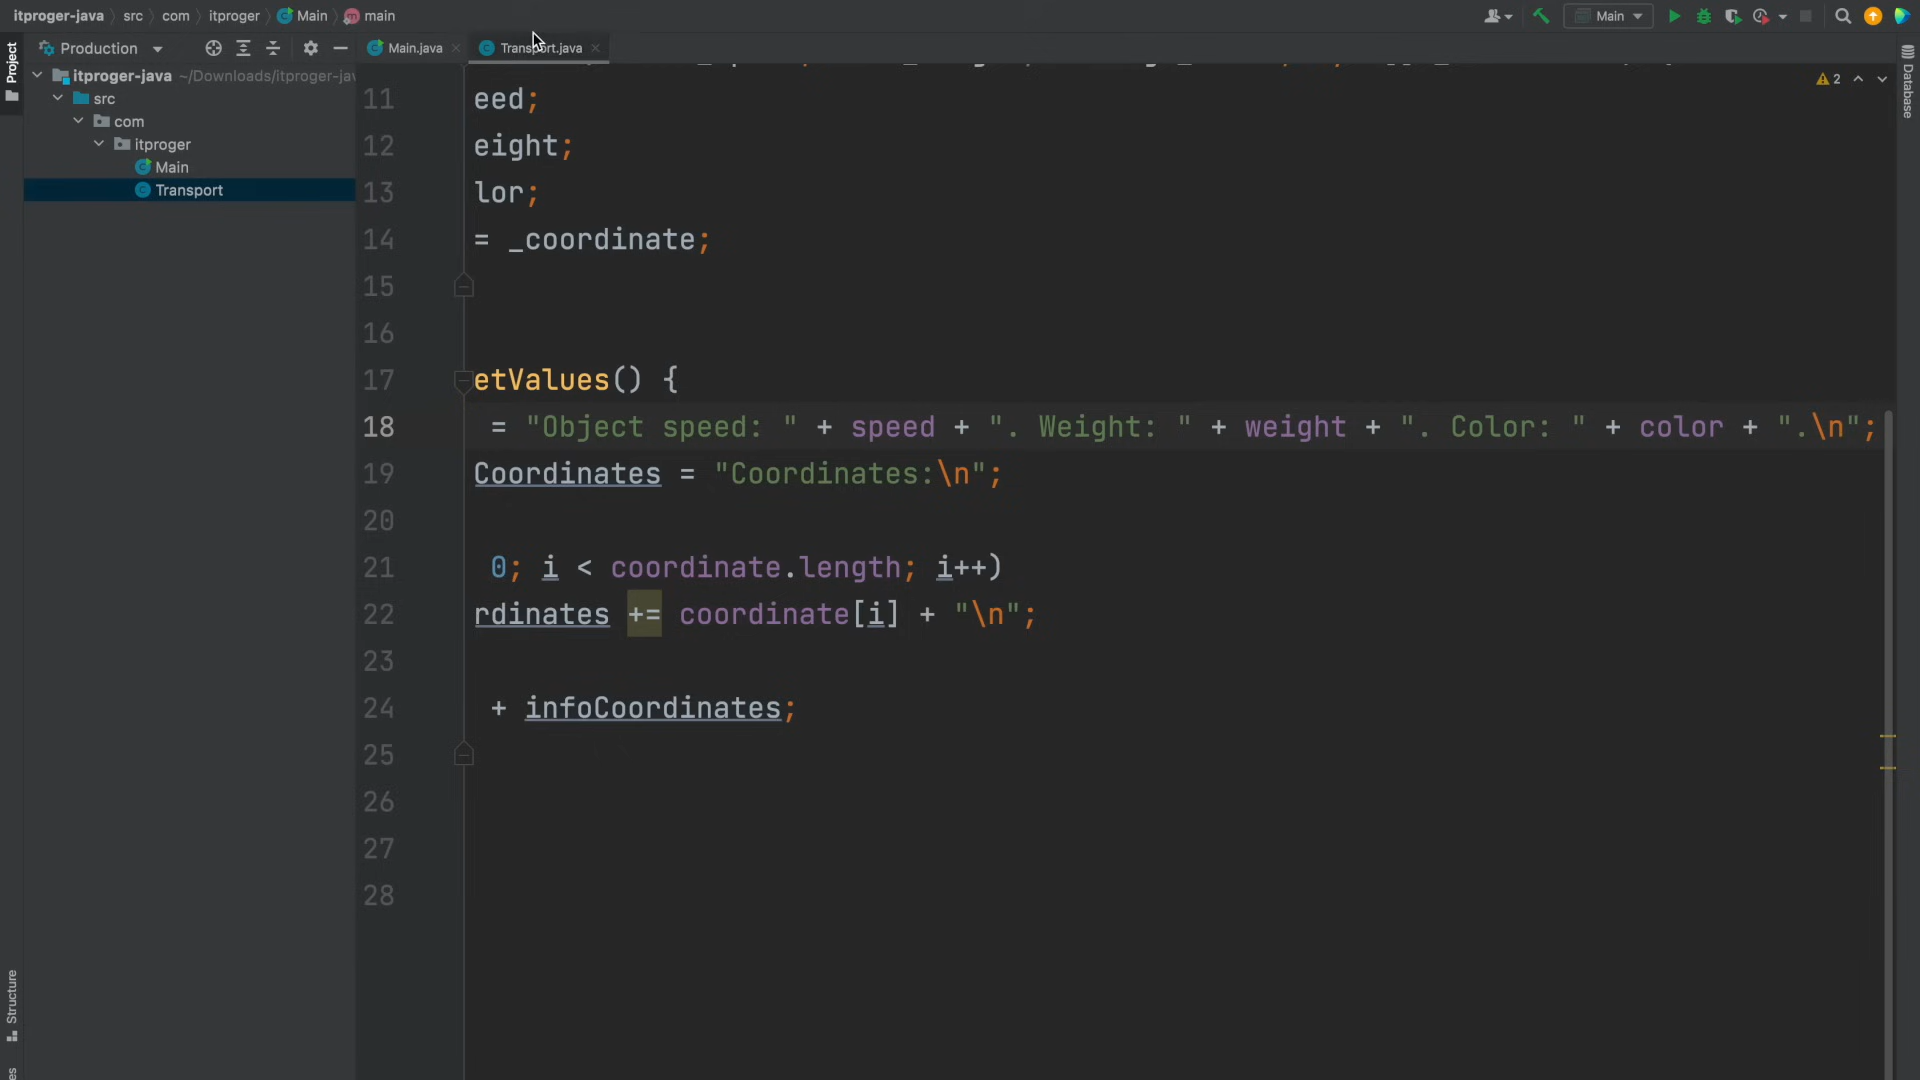 itproger-java src com itproger Main main
Main
Production
Main.java
Transport.java
Project
itproger-java ~/Downloads/itproger-jav
src
com
itproger
Main
Transport
2
Database
11 eed;
12 eight;
13 lor;
14 = _coordinate;
15
16
17 etValues() {
18 = "Object speed: " + speed + ". Weight: " + weight + ". Color: " + color + ".\n";
19 Coordinates = "Coordinates:\n";
20
21 0; i < coordinate.length; i++)
22 rdinates += coordinate[i] + "\n";
23
24 + infoCoordinates;
25
26
27
28
Structure
es